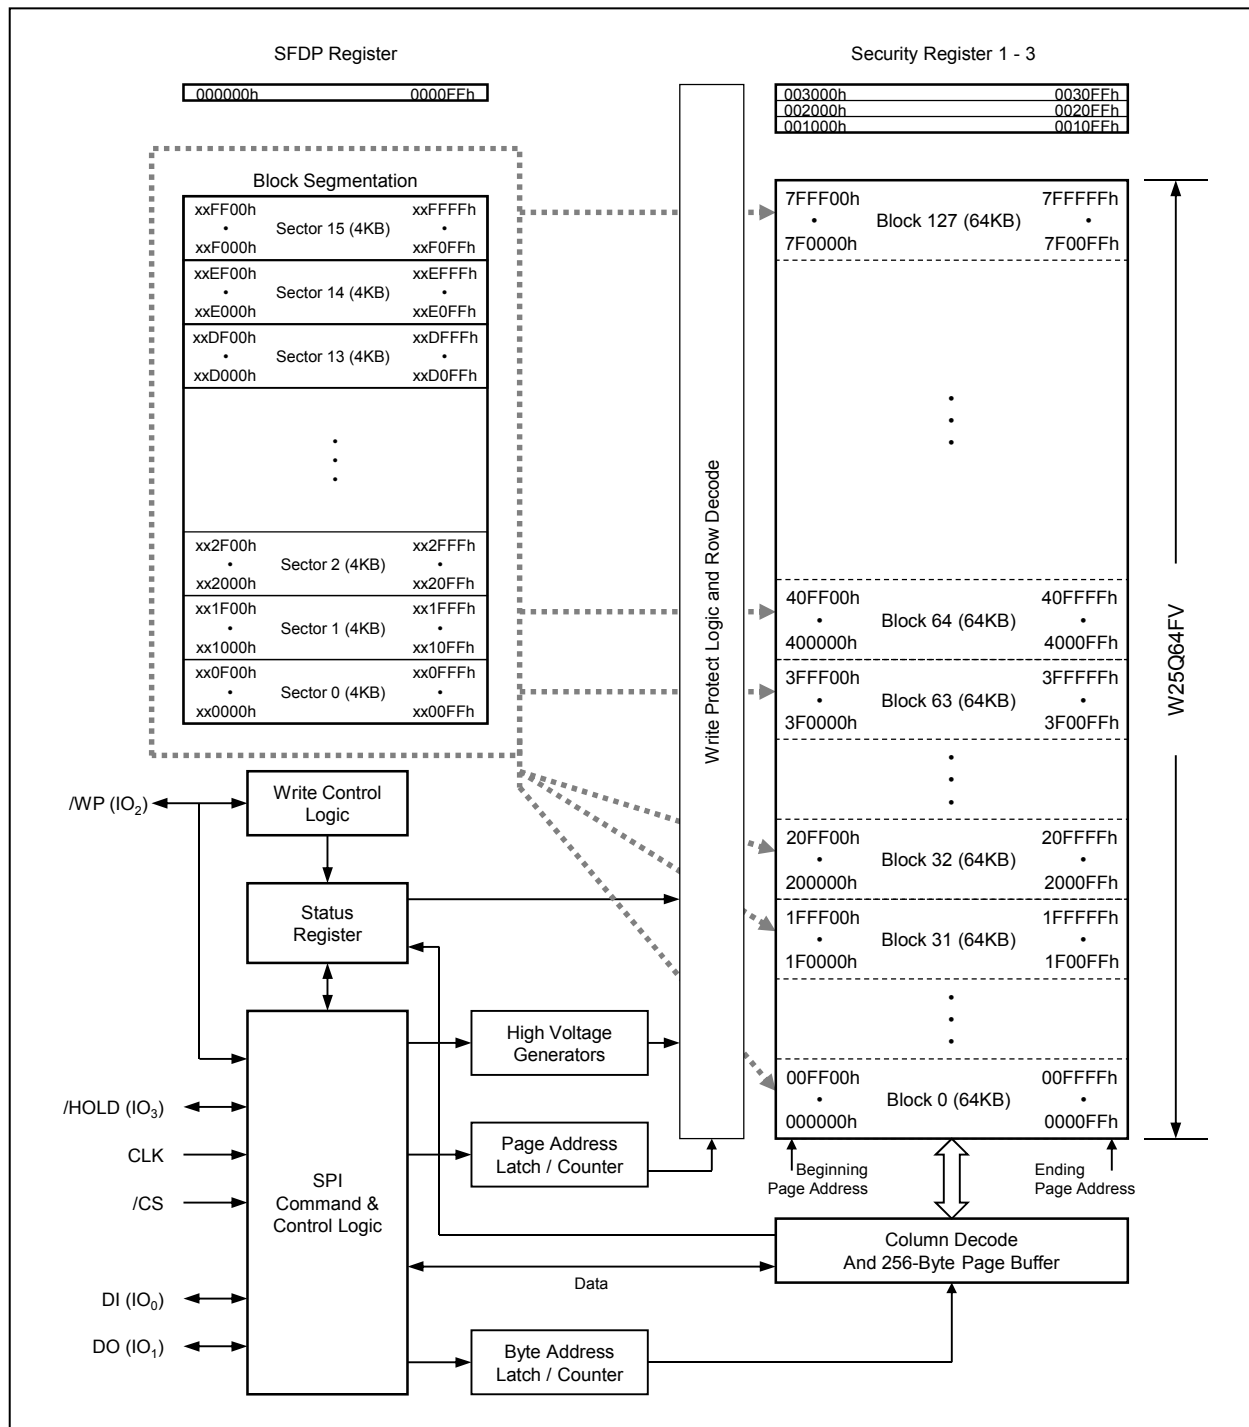 SFDP Register
000000h 0000FFh
Security Register 1 - 3
003000h 0030FFh
002000h 0020FFh
001000h 0010FFh
Block Segmentation
xxFF00h xxFFFFh
Sector 15 (4KB)
xxF000h xxF0FFh
xxEF00h xxEFFFh
Sector 14 (4KB)
xxE000h xxE0FFh
xxDF00h xxDFFFh
Sector 13 (4KB)
xxD000h xxD0FFh
xx2F00h xx2FFFh
Sector 2 (4KB)
xx2000h xx20FFh
xx1F00h xx1FFFh
Sector 1 (4KB)
xx1000h xx10FFh
xx0F00h xx0FFFh
Sector 0 (4KB)
xx0000h xx00FFh
Write Protect Logic and Row Decode
7FFF00h 7FFFFFh
Block 127 (64KB)
7F0000h 7F00FFh
40FF00h 40FFFFh
Block 64 (64KB)
400000h 4000FFh
3FFF00h 3FFFFFh
Block 63 (64KB)
3F0000h 3F00FFh
20FF00h 20FFFFh
Block 32 (64KB)
200000h 2000FFh
1FFF00h 1FFFFFh
Block 31 (64KB)
1F0000h 1F00FFh
00FF00h 00FFFFh
Block 0 (64KB)
000000h 0000FFh
W25Q64FV
Beginning
Page Address
Ending
Page Address
/WP (IO2)
Write Control
Logic
Status
Register
High Voltage
Generators
/HOLD (IO3)
CLK
/CS
DI (IO0)
DO (IO1)
SPI
Command &
Control Logic
Page Address
Latch / Counter
Column Decode
And 256-Byte Page Buffer
Data
Byte Address
Latch / Counter